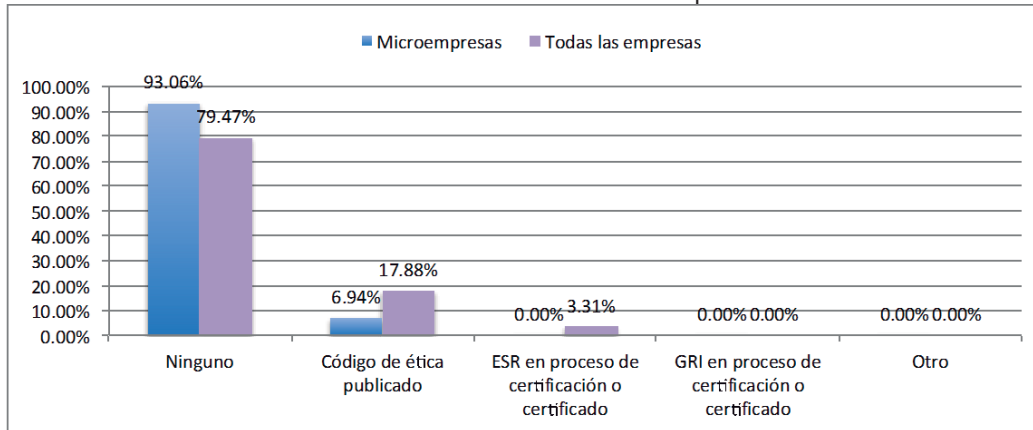 Microempresas Todas las empresas
100.00%
90.00%
80.00%
70.00%
60.00%
50.00%
40.00%
30.00%
20.00%
10.00%
0.00%
93.06%
79.47%
6.94%
17.88%
0.00%
3.31%
0.00% 0.00%
0.00% 0.00%
Ninguno
Código de ética
publicado
ESR en proceso de
certificación o
certificado
GRI en proceso de
certificación o
certificado
Otro